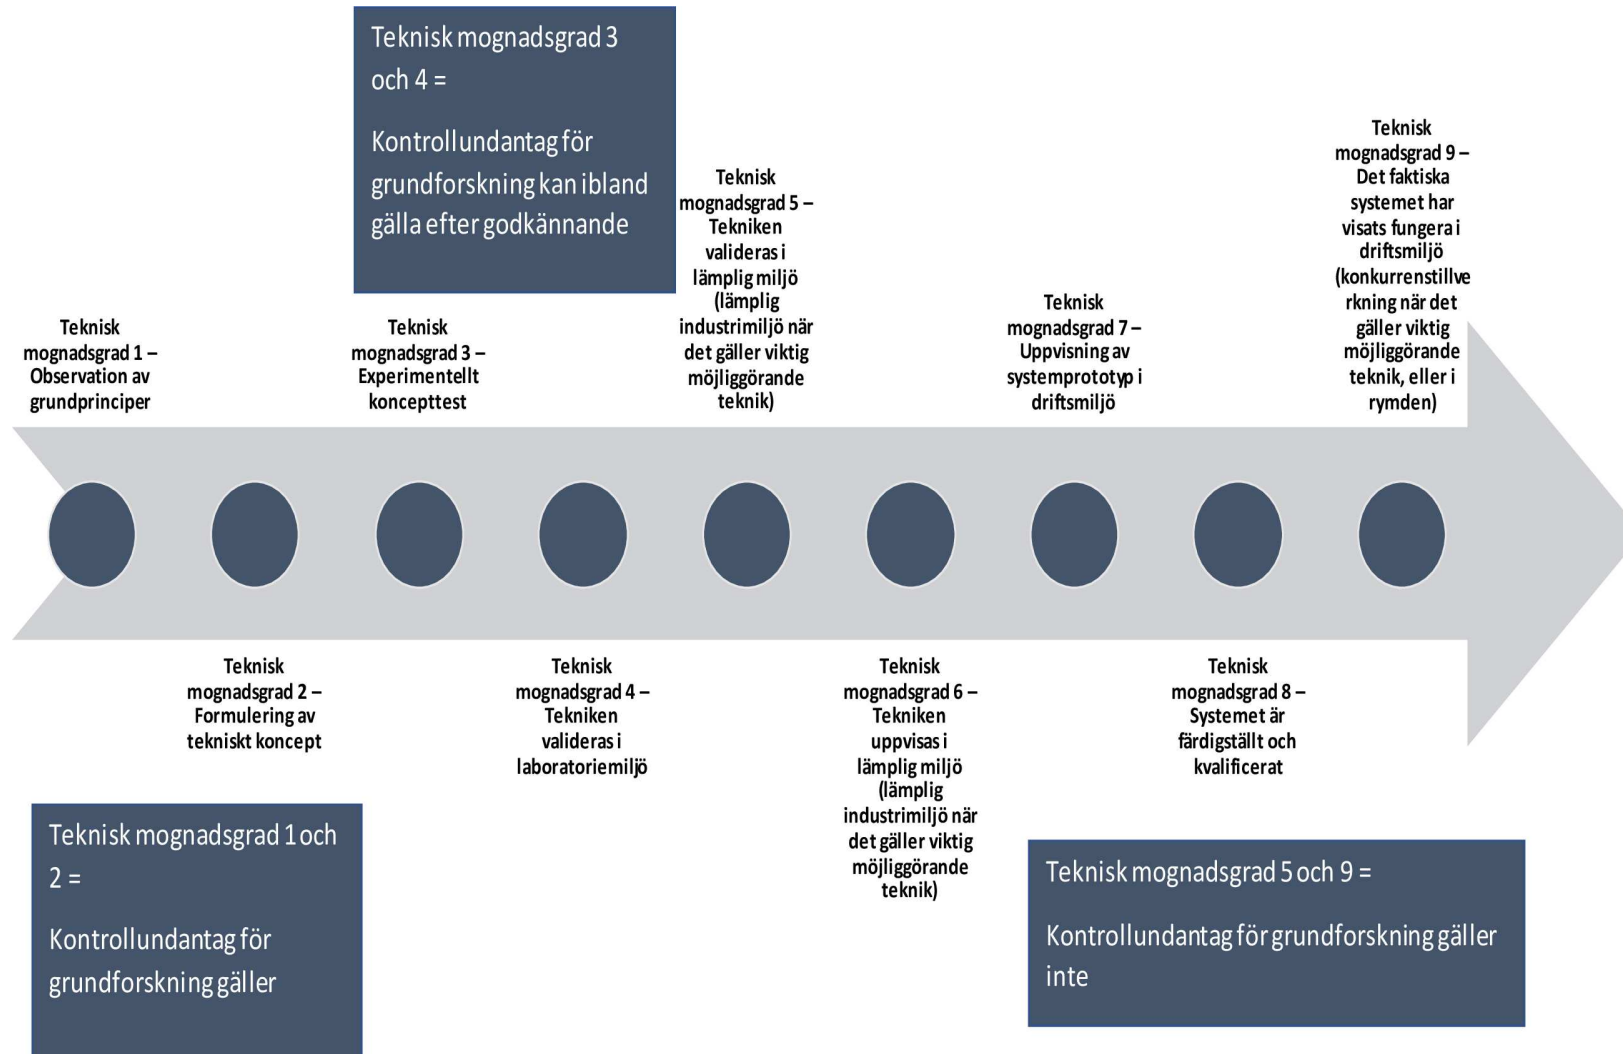 Teknisk mognadsgrad 3
och 4 =
Kontrollundantag för
grundforskning kan ibland
gälla efter godkännande
Teknisk
mognadsgrad 1 –
Observation av
grundprinciper
Teknisk
mognadsgrad 3 –
Experimentellt
koncepttest
Teknisk
mognadsgrad 5 –
Tekniken
valideras i
lämplig miljö
(lämplig
industrimiljö när
det gäller viktig
möjliggörande
teknik)
Teknisk
mognadsgrad 7 –
Uppvisning av
systemprototyp i
driftsmiljö
Teknisk
mognadsgrad 9 –
Det faktiska
systemet har
visats fungera i
driftsmiljö
(konkurrenstillve
rkning när det
gäller viktig
möjliggörande
teknik, eller i
rymden)
Teknisk
mognadsgrad 2 –
Formulering av
tekniskt koncept
Teknisk
mognadsgrad 4 –
Tekniken
valideras i
laboratoriemiljö
Teknisk
mognadsgrad 6 –
Tekniken
uppvisas i
lämplig miljö
(lämplig
industrimiljö när
det gäller viktig
möjliggörande
teknik)
Teknisk
mognadsgrad 8 –
Systemet är
färdigställt och
kvalificerat
Teknisk mognadsgrad 1 och
2 =
Kontrollundantag för
grundforskning gäller
Teknisk mognadsgrad 5 och 9 =
Kontrollundantag för grundforskning gäller
inte